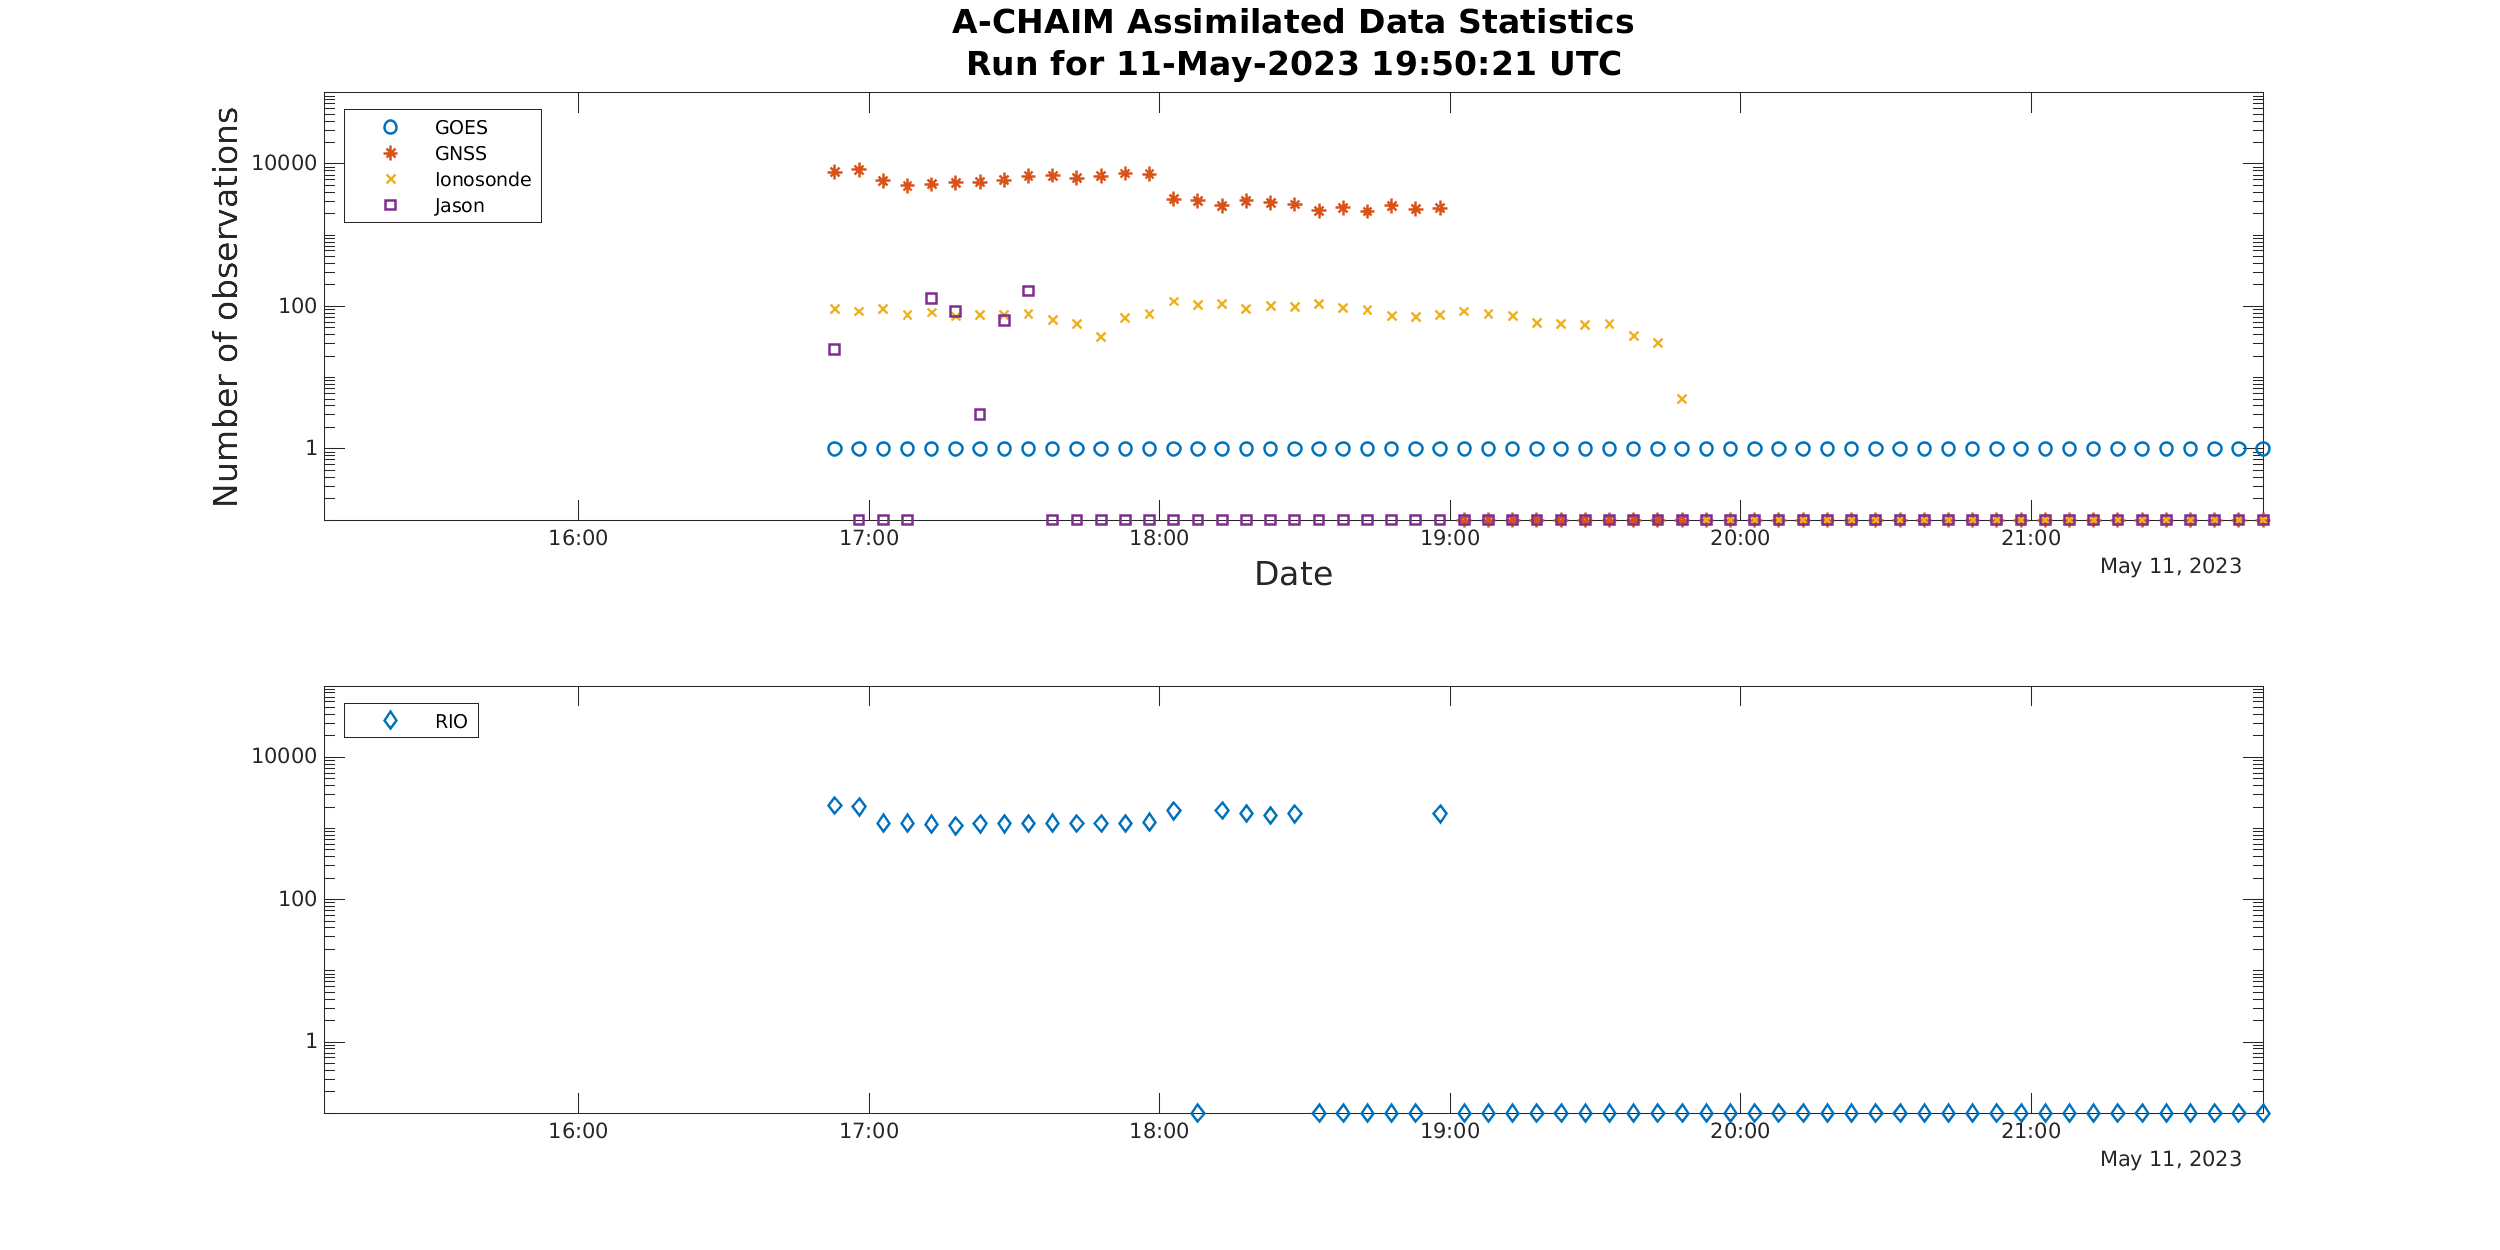 A-CHAIM Assimilated Data Statistics
Run for 11-May-2023 19:50:21 UTC
Number of observations
10000
100
1
GOES
GNSS
Ionosonde
Jason
16:00 17:00 18:00 19:00 20:00 21:00
May 11, 2023
Date
10000
100
1
RIO
16:00 17:00 18:00 19:00 20:00 21:00
May 11, 2023